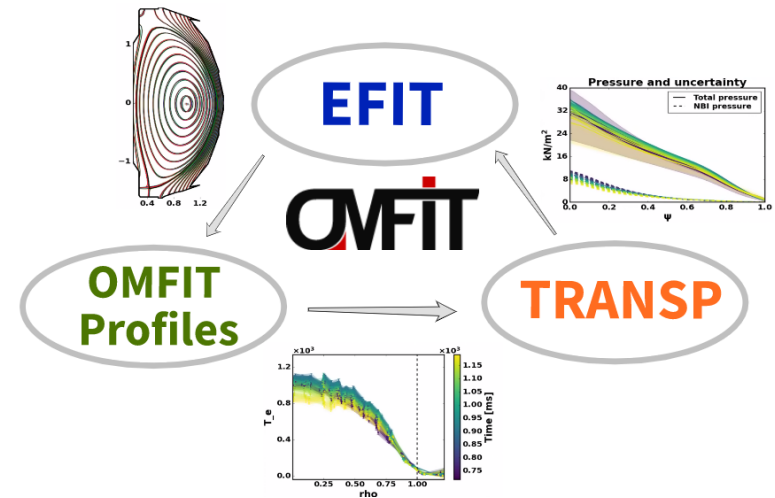 1
0
−1
0.4 0.8 1.2
EFIT
Pressure and uncertainty
Total pressure
NBI pressure
kN/m²
40
32
24
16
8
0
0.0 0.2 0.4 0.6 0.8 1.0
ψ
OMFIT
OMFIT
Profiles
TRANSP
×10³
T_e
1.2
0.8
0.4
0.0
0.25 0.50 0.75 1.00
rho
×10³
1.15
1.10
1.05
1.00
0.95
0.90
0.85
0.80
0.75
Time [ms]